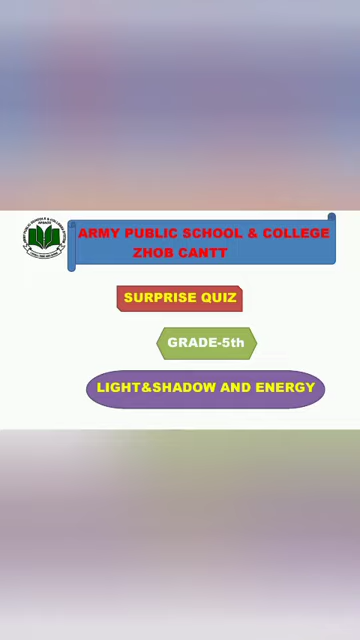 ARMY PUBLIC SCHOOL & COLLEGE
ZHOB CANTT
SURPRISE QUIZ
GRADE-5th
LIGHT&SHADOW AND ENERGY